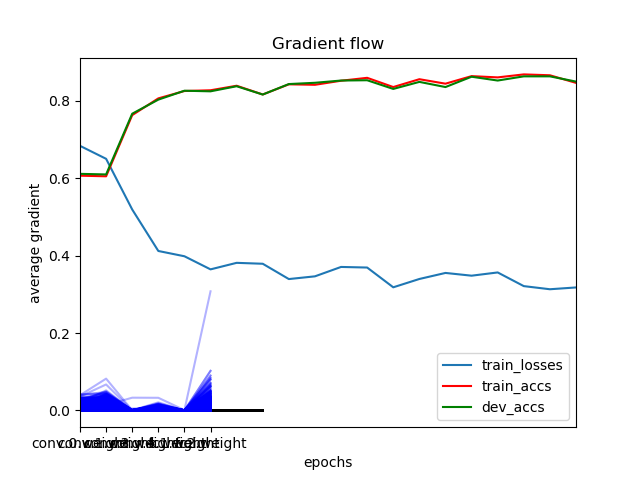 Gradient flow
average gradient
0.8
0.6
0.4
0.2
0.0
train_losses
train_accs
dev_accs
epochs